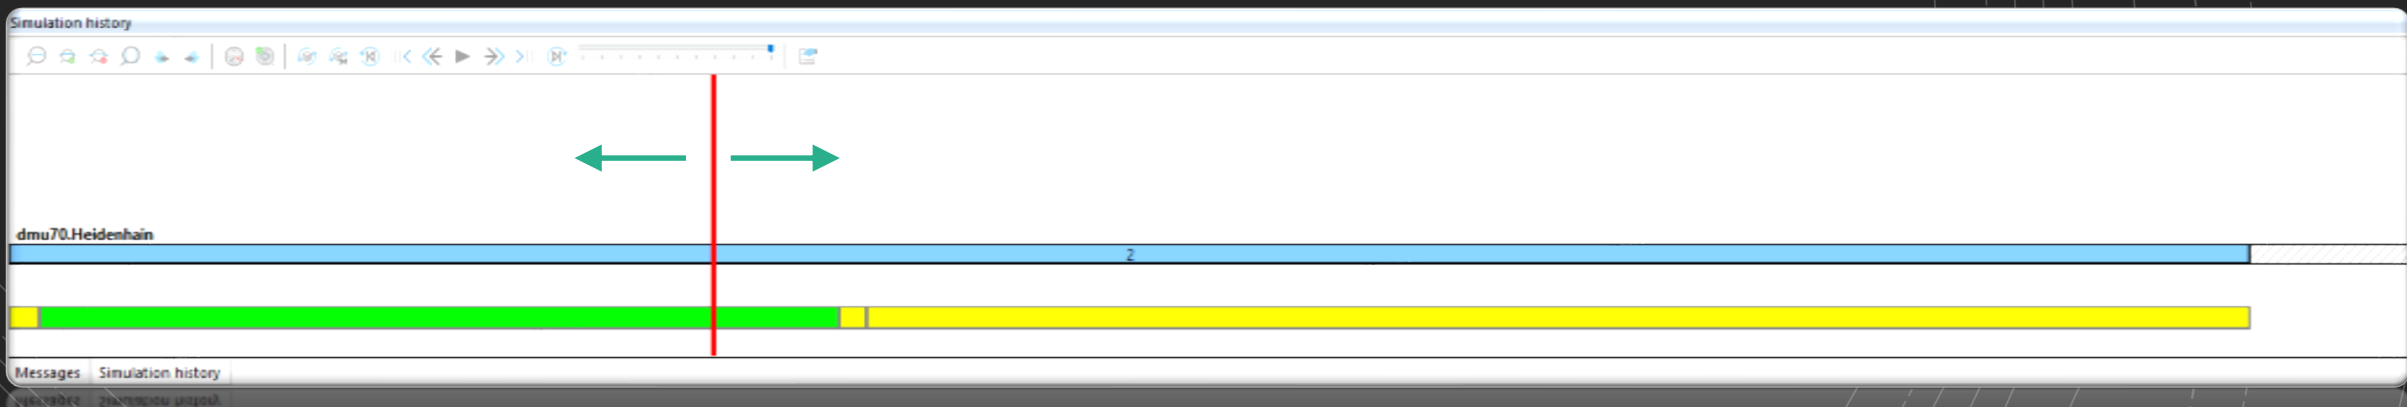 Simulation history
dmu70.Heidenhain
2
Messages Simulation history